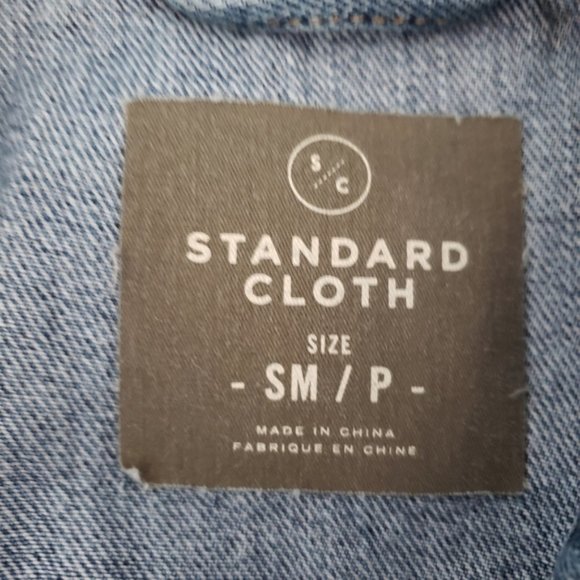 S
C
STANDARD
CLOTH
SIZE
- SM / P -
MADE IN CHINA
FABRIQUE EN CHINE